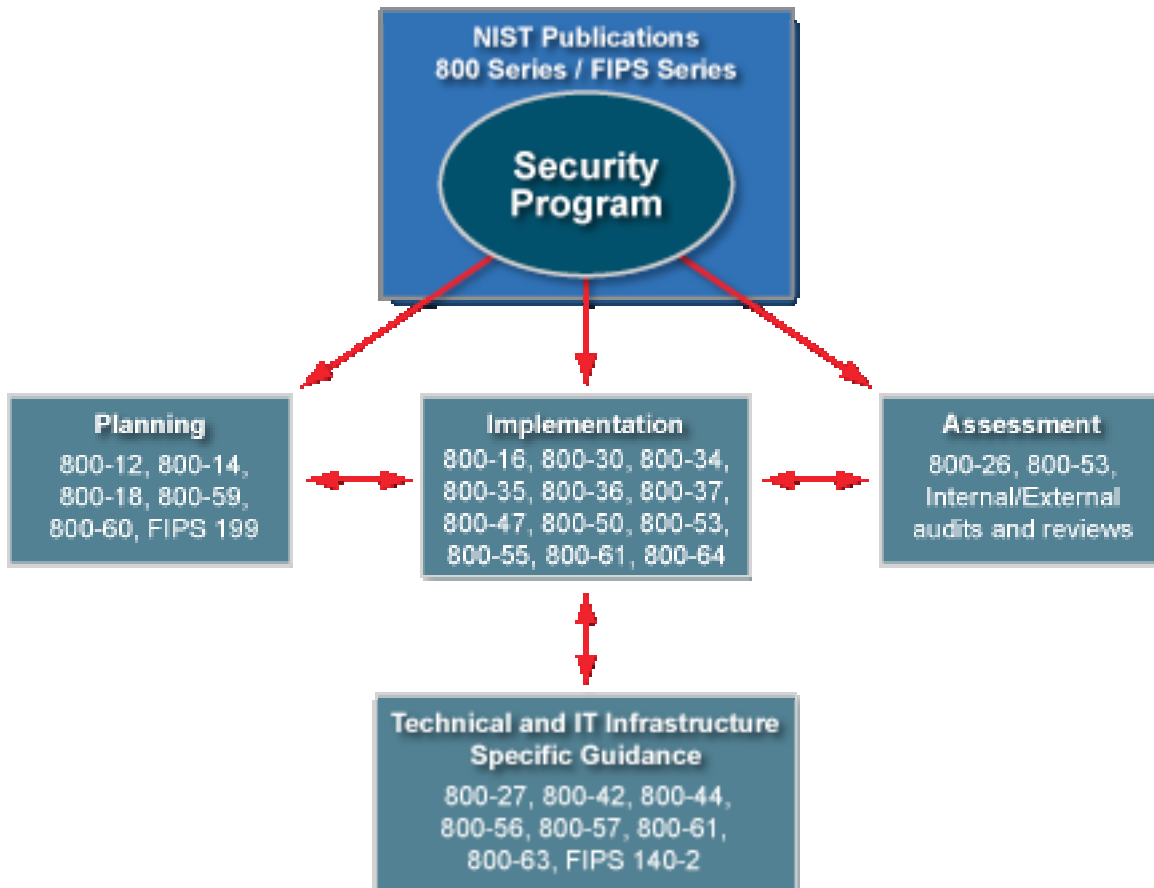 NIST Publications
800 Series / FIPS Series
Security
Program
Planning
800-12, 800-14,
800-18, 800-59,
800-60, FIPS 199
Implementation
800-16, 800-30, 800-34,
800-35, 800-36, 800-37,
800-47, 800-50, 800-53,
800-55, 800-61, 800-64
Assessment
800-26, 800-53,
Internal/External
audits and reviews
Technical and IT Infrastructure
Specific Guidance
800-27, 800-42, 800-44,
800-56, 800-57, 800-61,
800-63, FIPS 140-2